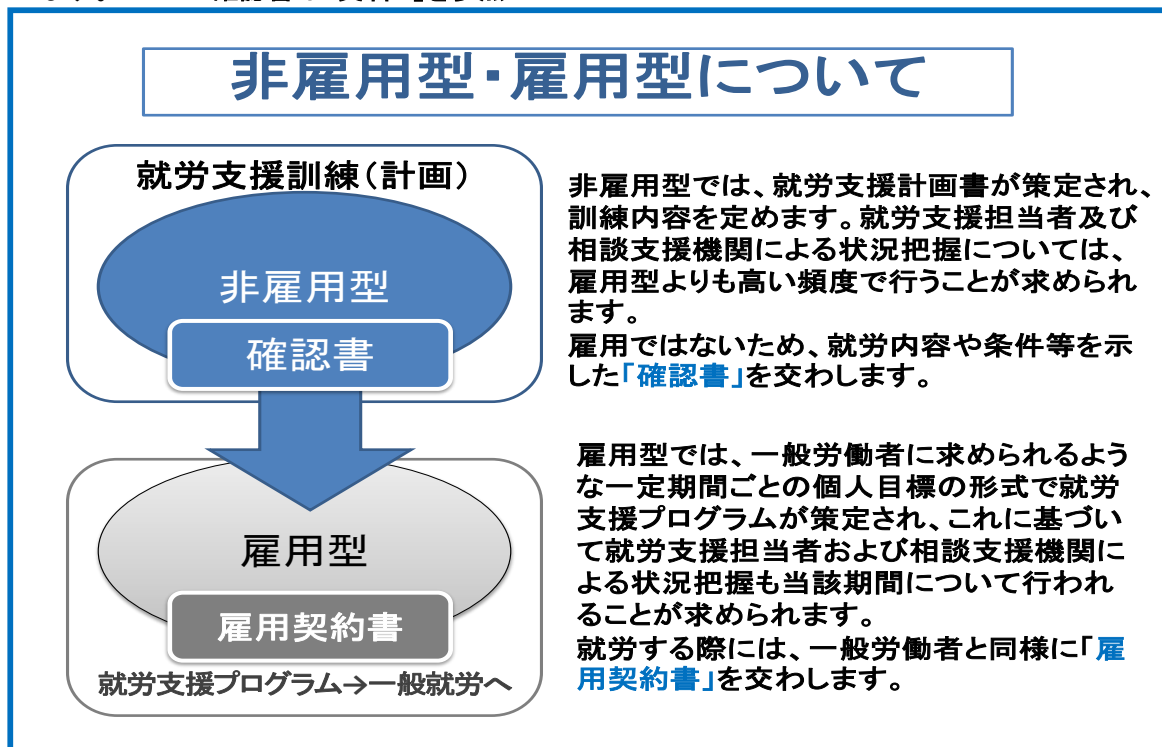 非雇用型・雇用型について
就労支援訓練(計画)
非雇用型
確認書
非雇用型では、就労支援計画書が策定され、
訓練内容を定めます。就労支援担当者及び
相談支援機関による状況把握については、
雇用型よりも高い頻度で行うことが求められ
ます。
雇用ではないため、就労内容や条件等を示
した「確認書」を交わします。
雇用型
雇用契約書
就労支援プログラム→一般就労へ
雇用型では、一般労働者に求められるよう
な一定期間ごとの個人目標の形式で就労
支援プログラムが策定され、これに基づい
て就労支援担当者および相談支援機関に
よる状況把握も当該期間について行われ
ることが求められます。
就労する際には、一般労働者と同様に「雇
用契約書」を交わします。